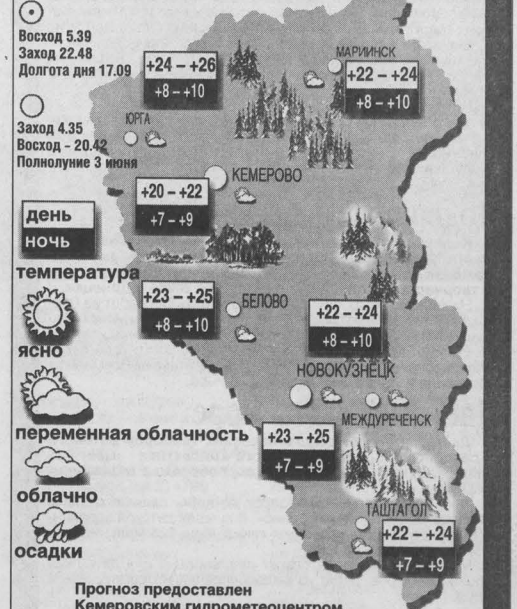 Восход 5.39
Заход 22.48
Долгота дня 17.09
Заход 4.35
Восход - 20.42
Полнолуние 3 июня
день
ночь
температура
ясно
переменная облачность
облачно
осадки
+24 – +26
+8 – +10
ЮРГА
МАРИИНСК
+22 – +24
+8 – +10
КЕМЕРОВО
+20 – +22
+7 – +9
+23 – +25
+8 – +10
БЕЛОВО
+22 – +24
+8 – +10
НОВОКУЗНЕЦК
МЕЖДУРЕЧЕНСК
+23 – +25
+7 – +9
ТАШТАГОЛ
+22 – +24
+7 – +9
Прогноз предоставлен
Кемеровским гидрометеоцентром